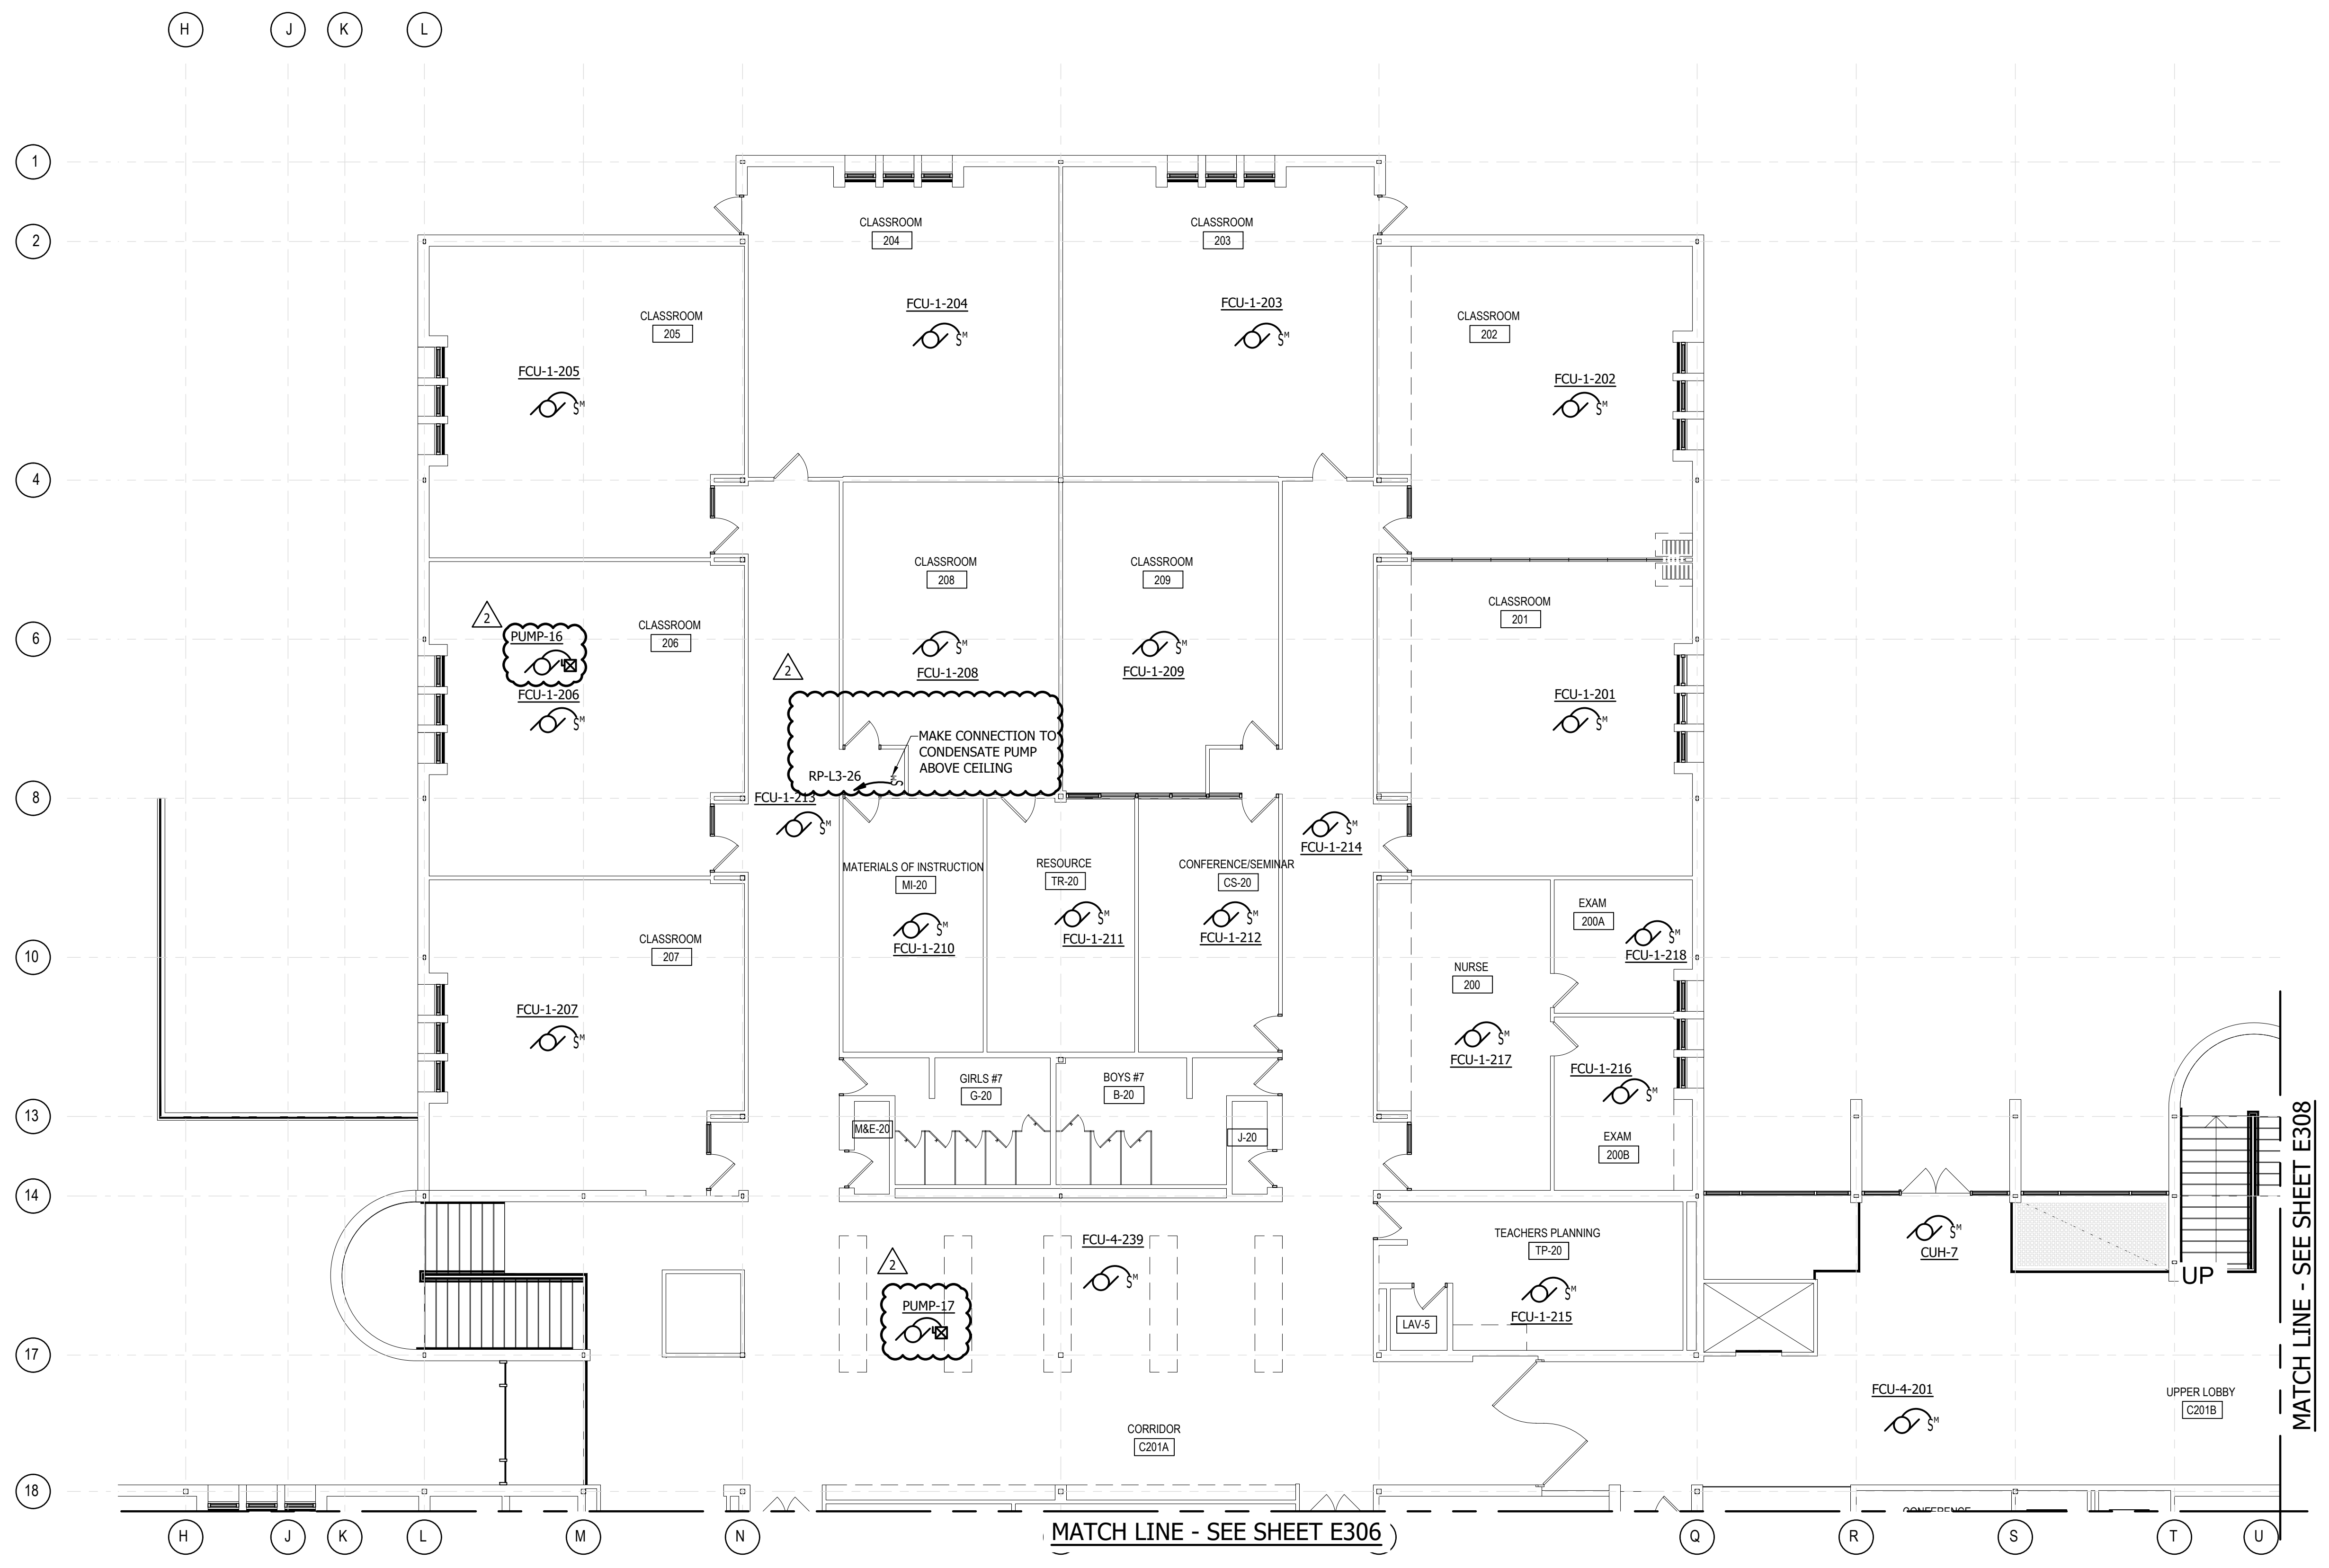 H J K L
1
2
CLASSROOM
204
CLASSROOM
203
FCU-1-204
S M
FCU-1-203
S M
CLASSROOM
205
CLASSROOM
202
FCU-1-205
S M
FCU-1-202
S M
4
CLASSROOM
208
CLASSROOM
209
CLASSROOM
201
6
2
PUMP-16
CLASSROOM
206
FCU-1-206
S M
S M
FCU-1-208
S M
FCU-1-209
FCU-1-201
S M
2
MAKE CONNECTION TO
CONDENSATE PUMP
ABOVE CEILING
RP-L3-26
S M
8
FCU-1-213
S M
S M
FCU-1-214
MATERIALS OF INSTRUCTION
MI-20
RESOURCE
TR-20
CONFERENCE/SEMINAR
CS-20
S M
FCU-1-210
S M
FCU-1-211
S M
FCU-1-212
EXAM
200A
S M
FCU-1-218
10
CLASSROOM
207
FCU-1-207
S M
NURSE
200
S M
FCU-1-217
FCU-1-216
S M
EXAM
200B
GIRLS #7
G-20
BOYS #7
B-20
13
M&E-20
J-20
14
FCU-4-239
S M
TEACHERS PLANNING
TP-20
S M
FCU-1-215
LAV-5
S M
CUH-7
UP
2
PUMP-17
17
FCU-4-201
S M
UPPER LOBBY
C201B
CORRIDOR
C201A
18
CONFERENCE
MATCH LINE - SEE SHEET E308
MATCH LINE - SEE SHEET E306
H J K L M N Q R S T U